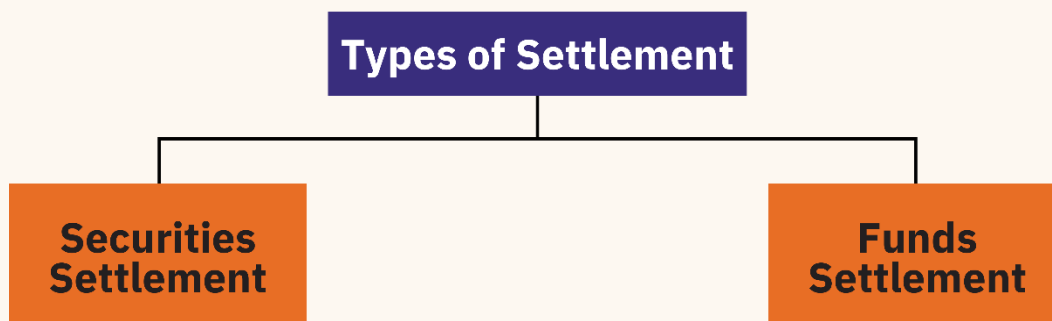 Types of Settlement
Securities
Settlement
Funds
Settlement